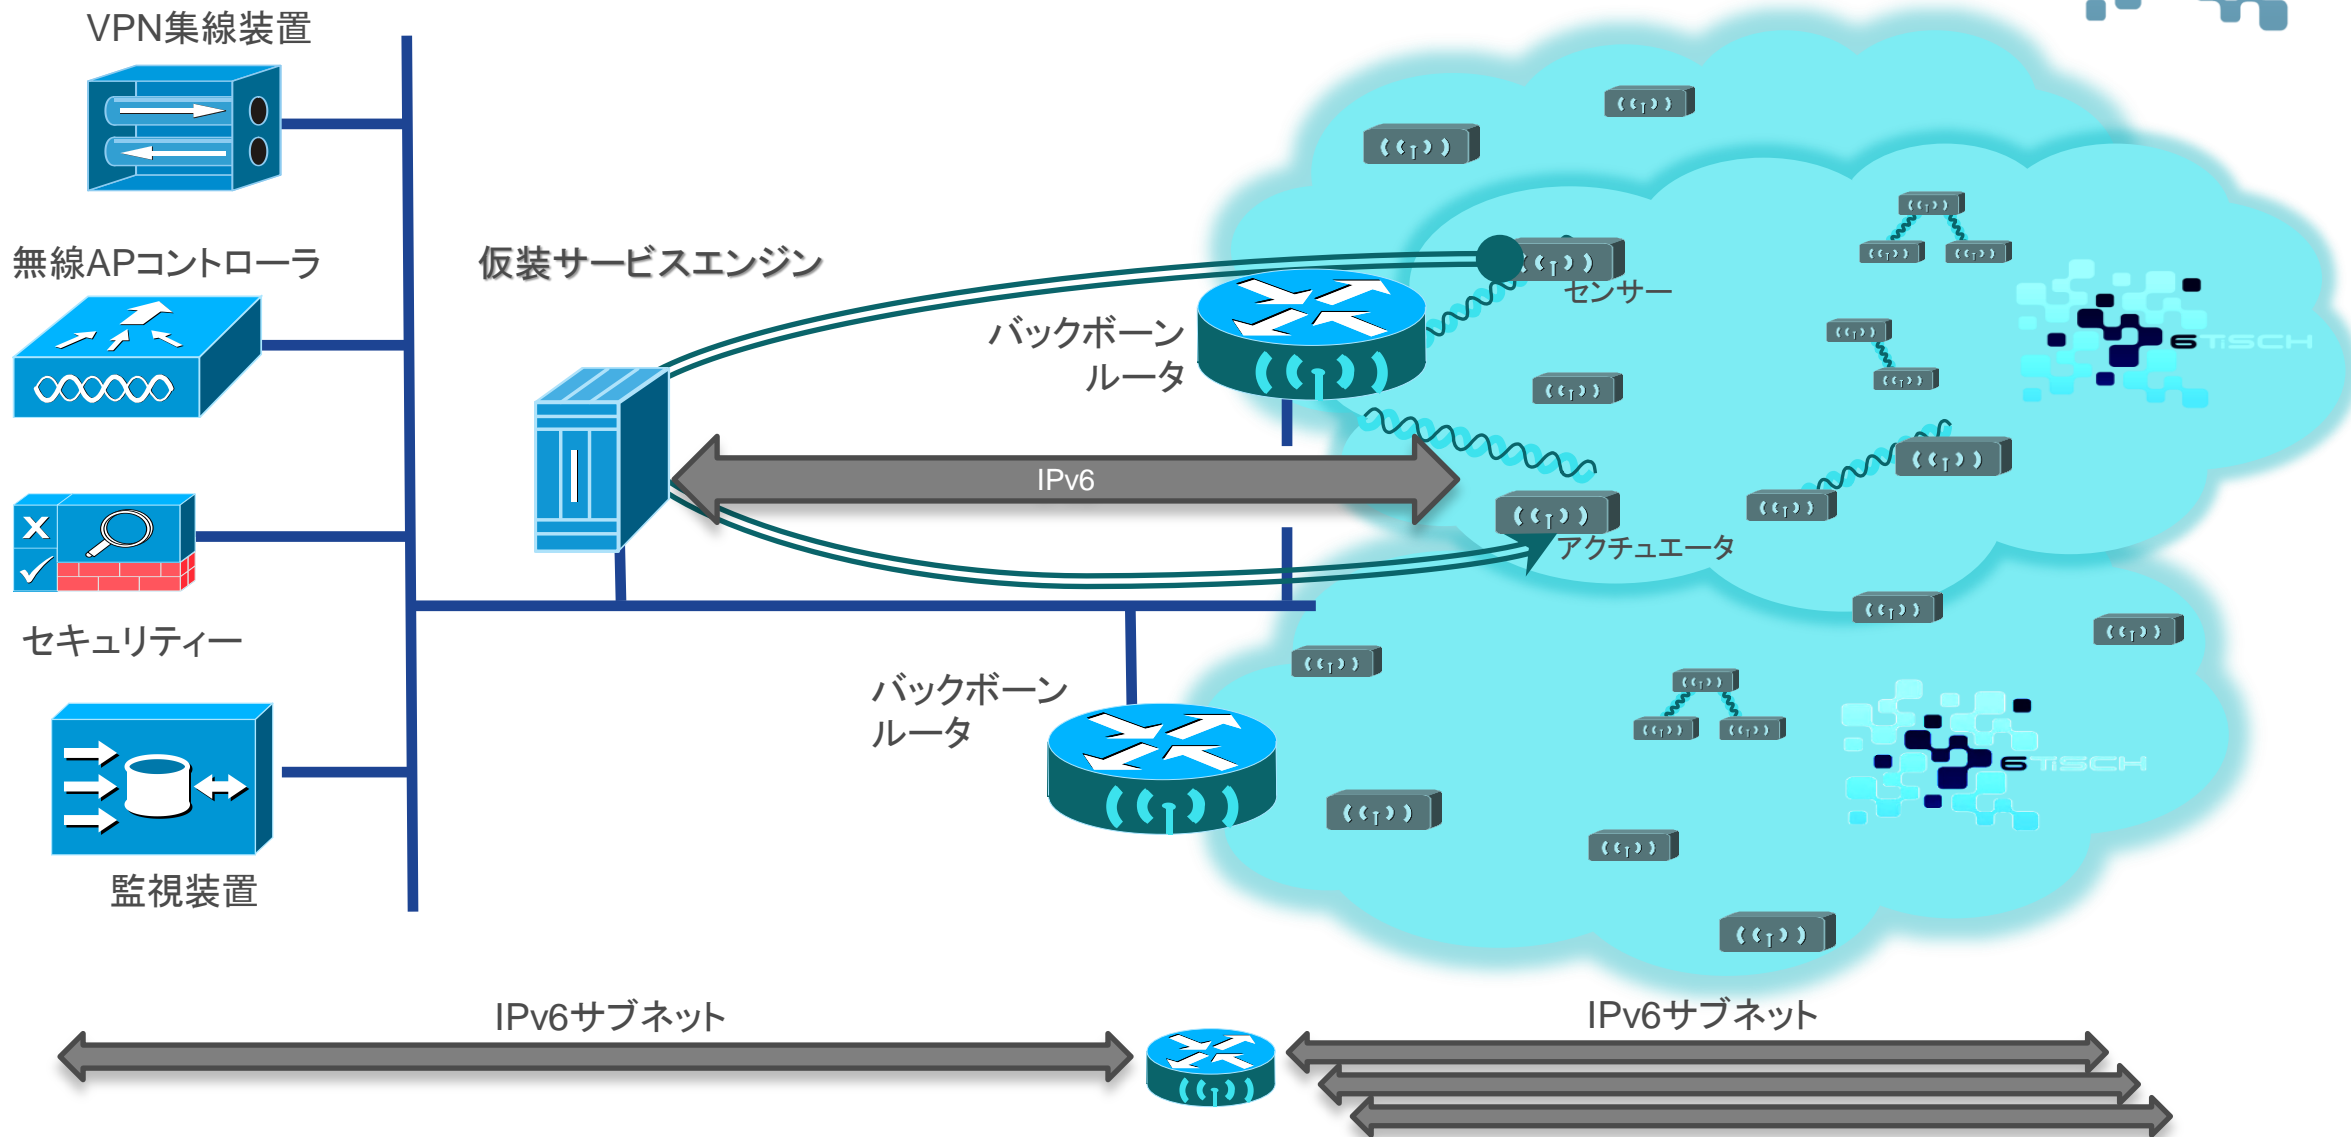 VPN集線装置
無線APコントローラ
仮装サービスエンジン
バックボーン
ルータ
センサー
6TiSCH
IPv6
アクチュエータ
セキュリティー
バックボーン
ルータ
6TiSCH
監視装置
IPv6サブネット
IPv6サブネット